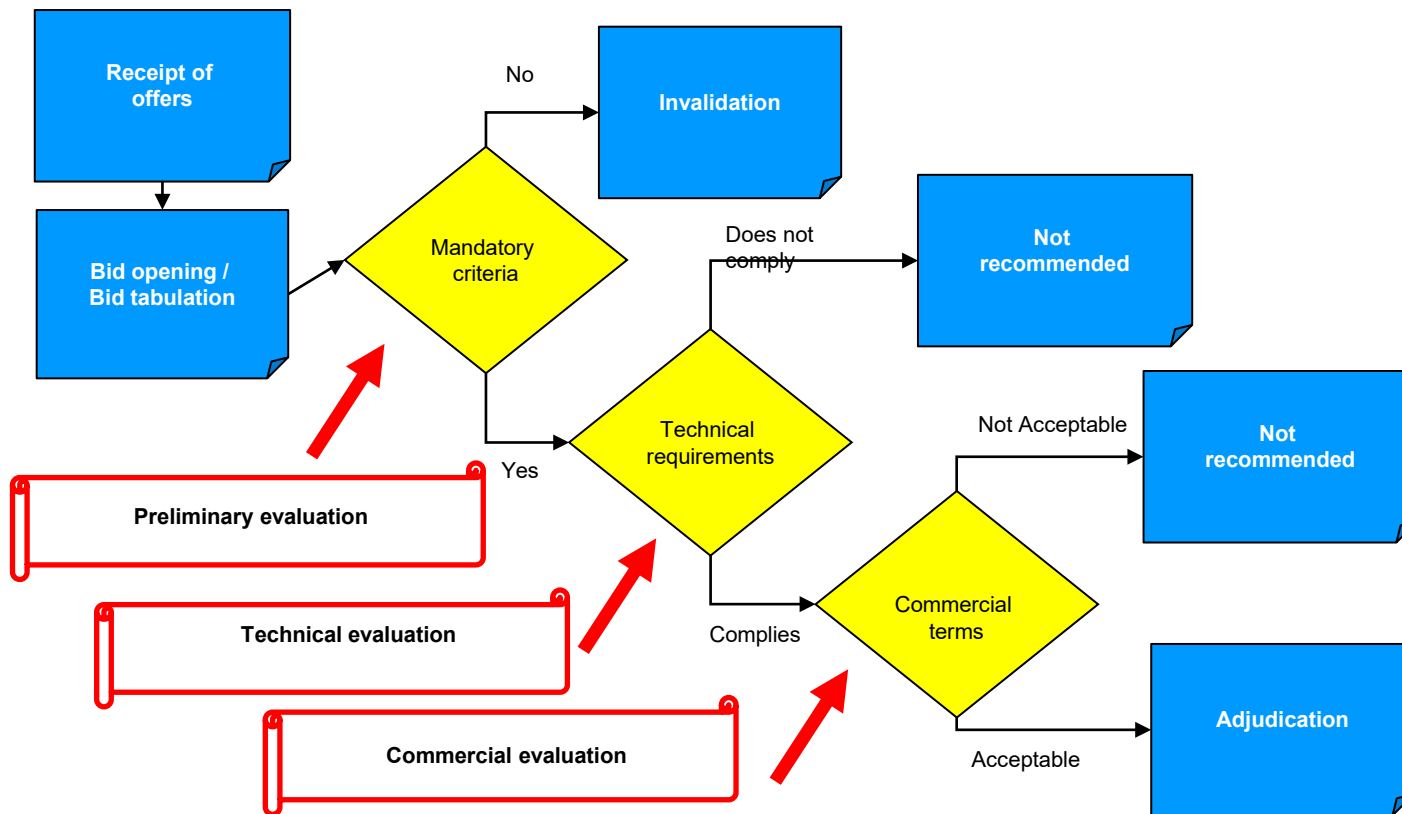 Receipt of
offers
No
Invalidation
Bid opening /
Bid tabulation
Mandatory
criteria
Does not
comply
Not
recommended
Yes
Technical
requirements
Not Acceptable
Not
recommended
Preliminary evaluation
Technical evaluation
Complies
Commercial
terms
Commercial evaluation
Acceptable
Adjudication